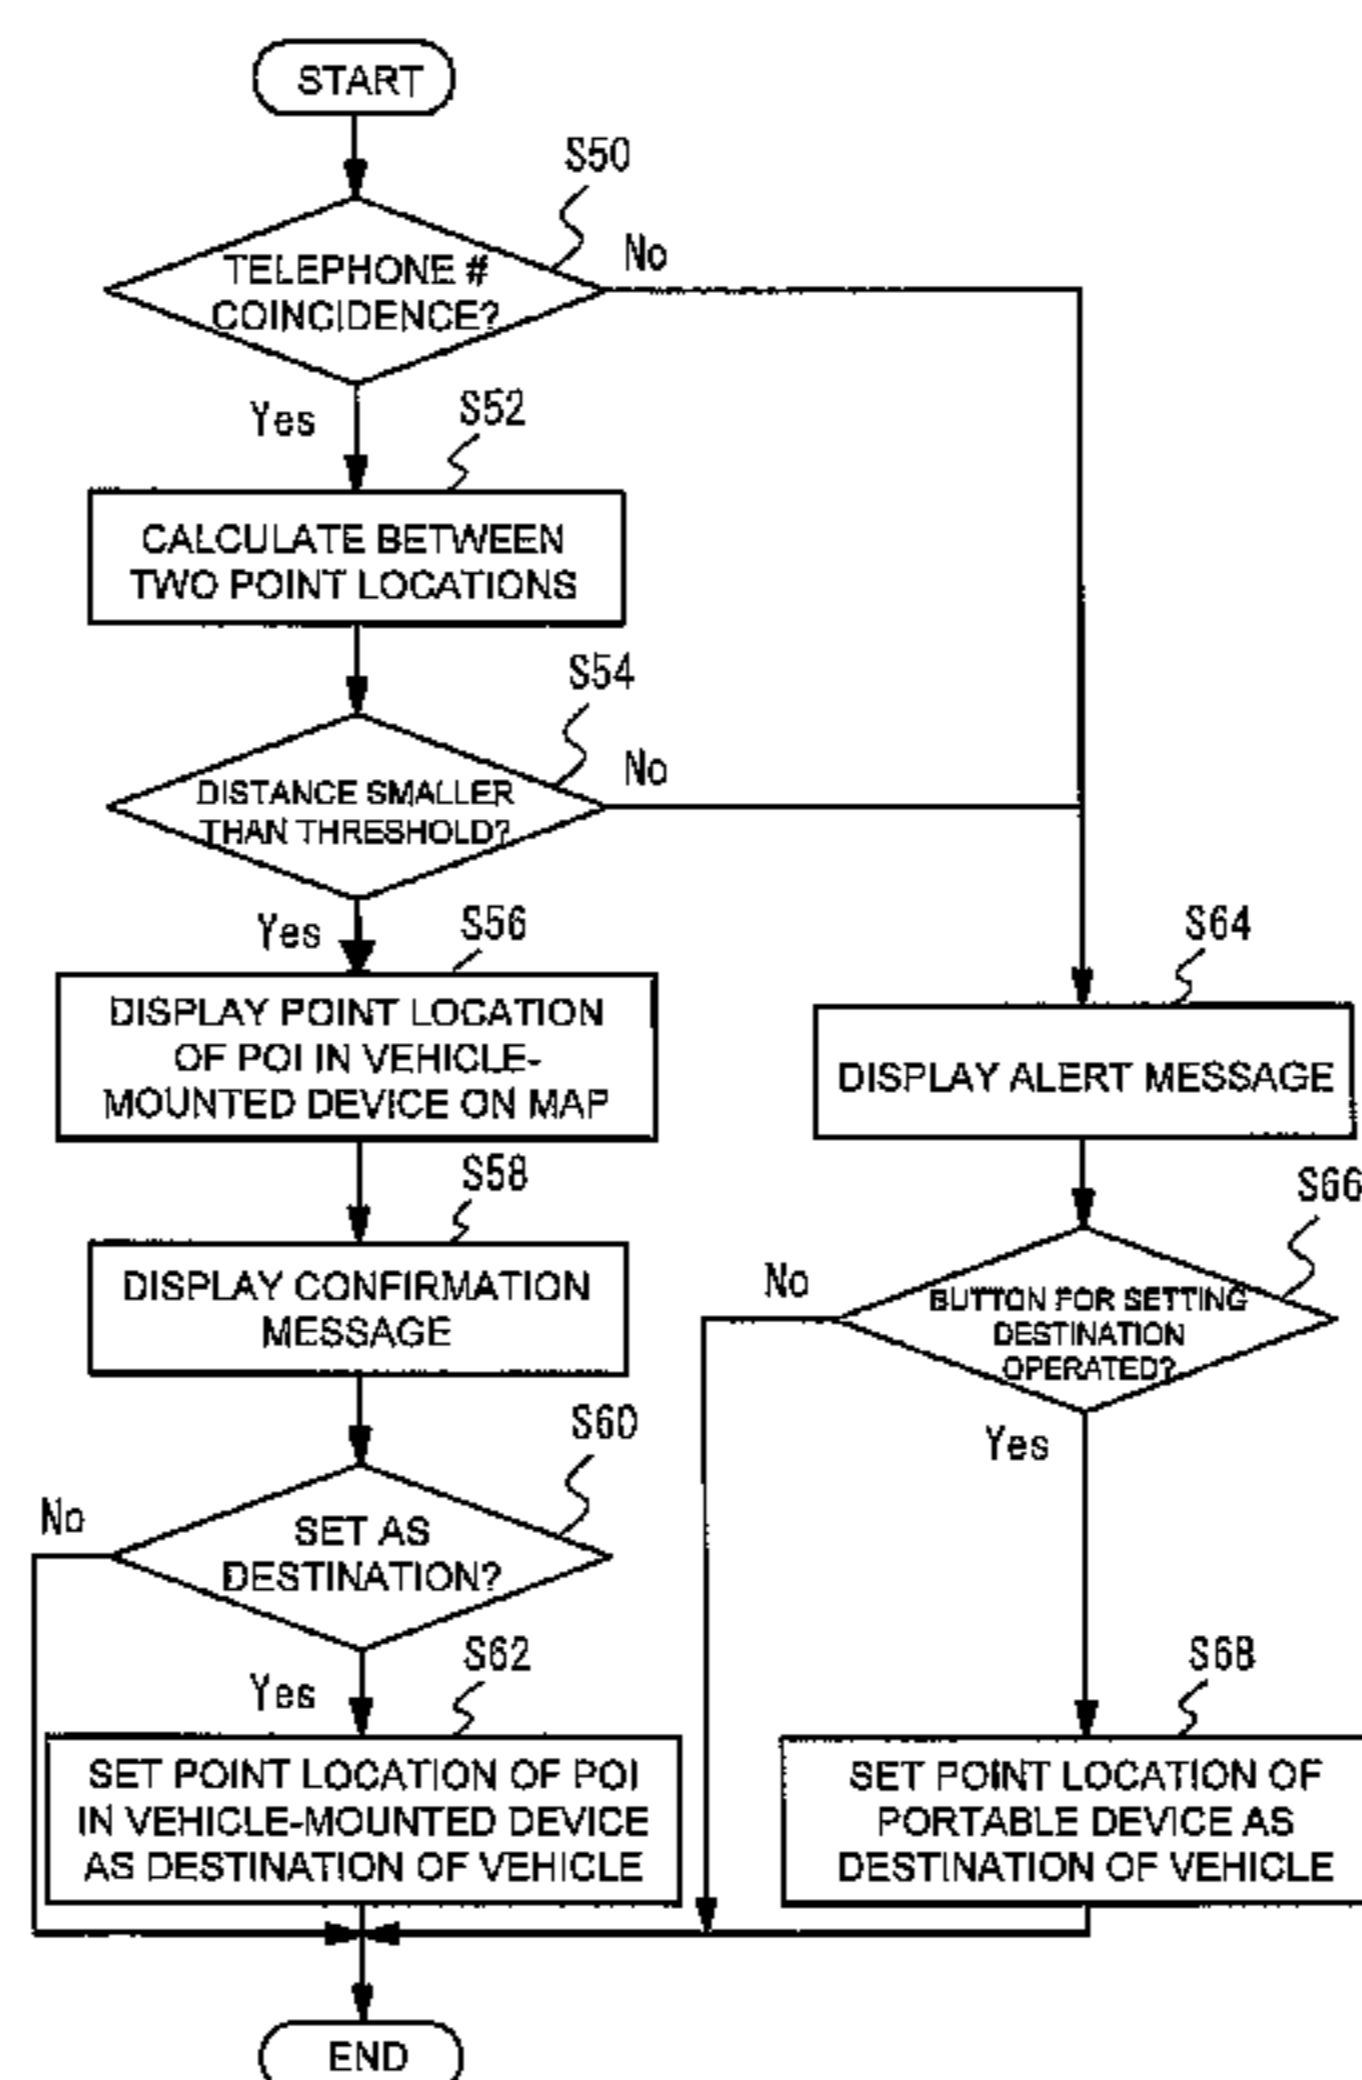 START
S50
TELEPHONE #
COINCIDENCE?
No
Yes
S52
CALCULATE BETWEEN
TWO POINT LOCATIONS
S54
DISTANCE SMALLER
THAN THRESHOLD?
No
Yes
S56
DISPLAY POINT LOCATION
OF POI IN VEHICLE-
MOUNTED DEVICE ON MAP
S58
DISPLAY CONFIRMATION
MESSAGE
S60
SET AS
DESTINATION?
No
Yes
S62
SET POINT LOCATION OF POI
IN VEHICLE-MOUNTED DEVICE
AS DESTINATION OF VEHICLE
S64
DISPLAY ALERT MESSAGE
S66
BUTTON FOR SETTING
DESTINATION
OPERATED?
No
Yes
S68
SET POINT LOCATION OF
PORTABLE DEVICE AS
DESTINATION OF VEHICLE
END